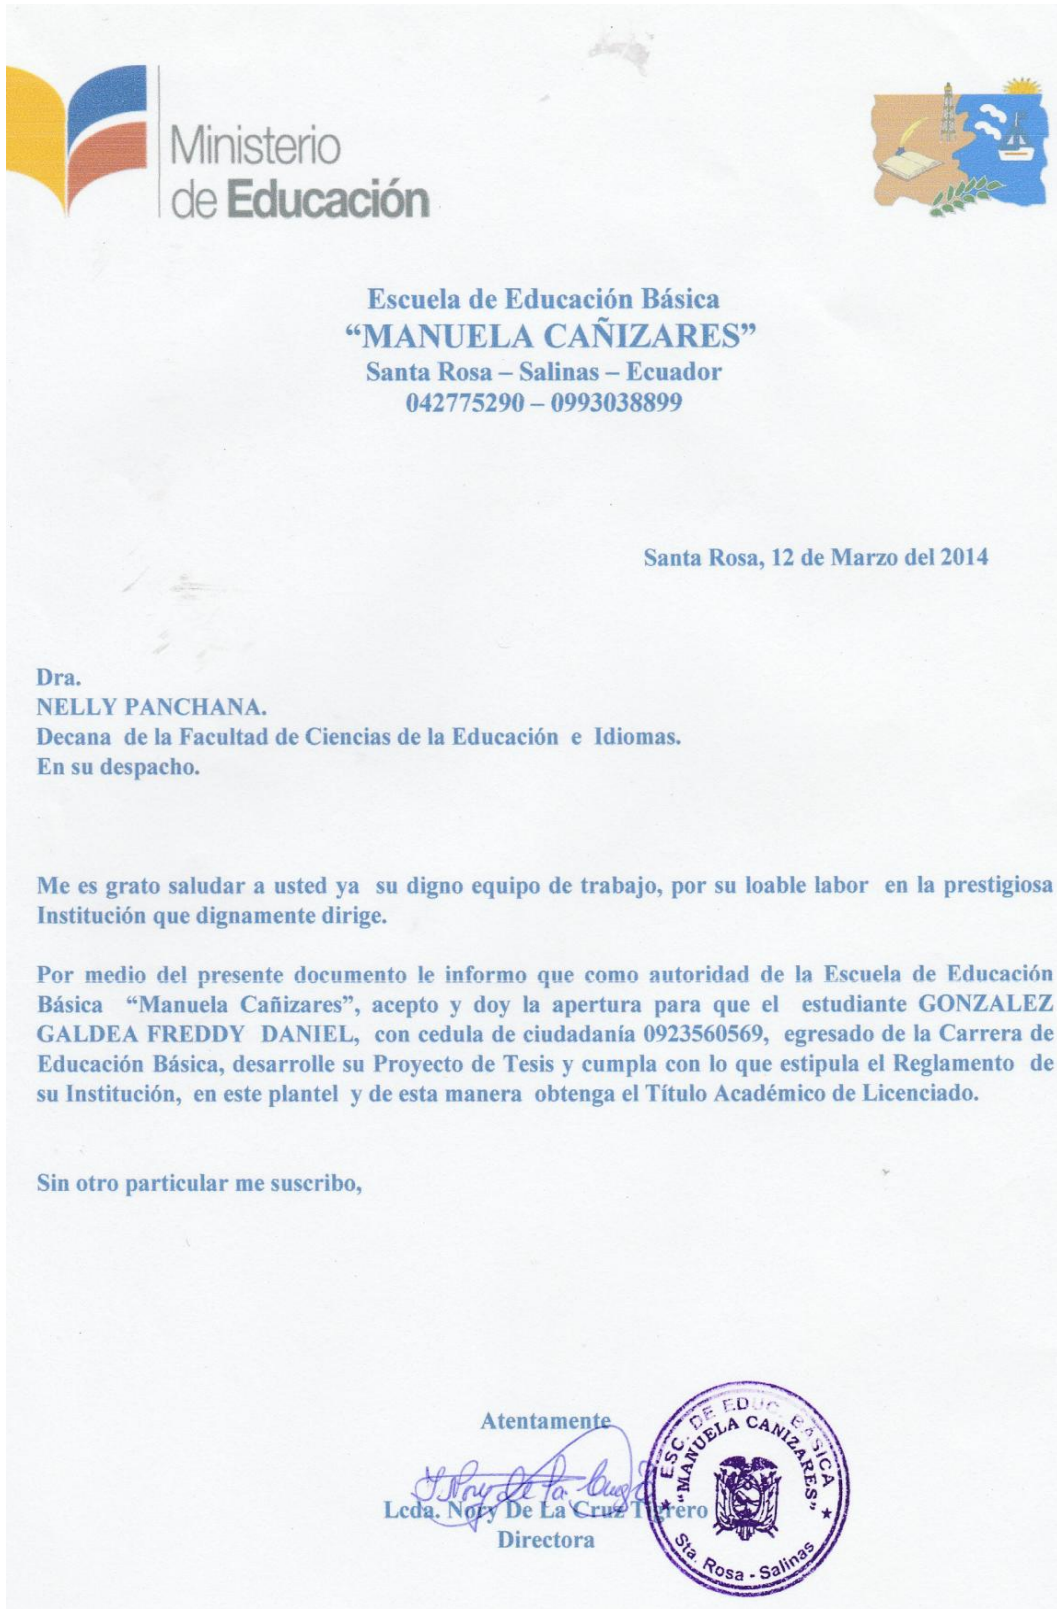 Ministerio
de Educación
Escuela de Educación Básica
“MANUELA CAÑIZARES”
Santa Rosa – Salinas – Ecuador
042775290 – 0993038899
Santa Rosa, 12 de Marzo del 2014
Dra.
NELLY PANCHANA.
Decana de la Facultad de Ciencias de la Educación e Idiomas.
En su despacho.
Me es grato saludar a usted ya su digno equipo de trabajo, por su loable labor en la prestigiosa
Institución que dignamente dirige.
Por medio del presente documento le informo que como autoridad de la Escuela de Educación
Básica “Manuela Cañizares”, acepto y doy la apertura para que el estudiante GONZALEZ
GALDEA FREDDY DANIEL, con cedula de ciudadanía 0923560569, egresado de la Carrera de
Educación Básica, desarrolle su Proyecto de Tesis y cumpla con lo que estipula el Reglamento de
su Institución, en este plantel y de esta manera obtenga el Título Académico de Licenciado.
Sin otro particular me suscribo,
Atentamente
Lcda. Nory De La Cruz Tigrero
Directora
ESC. DE EDUC. BÁSICA
“MANUELA CAÑIZARES”
Sta. Rosa - Salinas